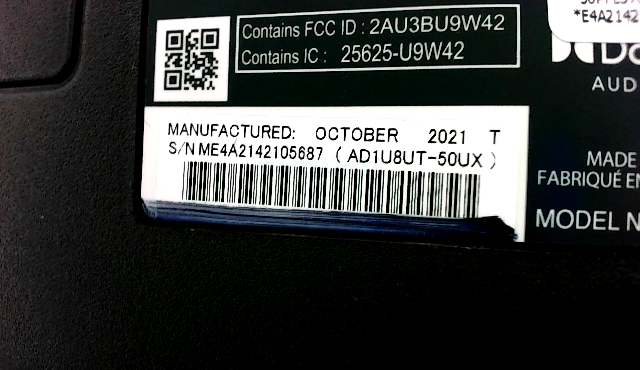 Contains FCC ID : 2AU3BU9W42
Contains IC : 25625-U9W42
*E4A2142
AUD
MANUFACTURED: OCTOBER 2021 T
S/N ME4A2142105687 ( AD1U8UT-50UX )
MADE
FABRIQUÉ EN
MODEL N